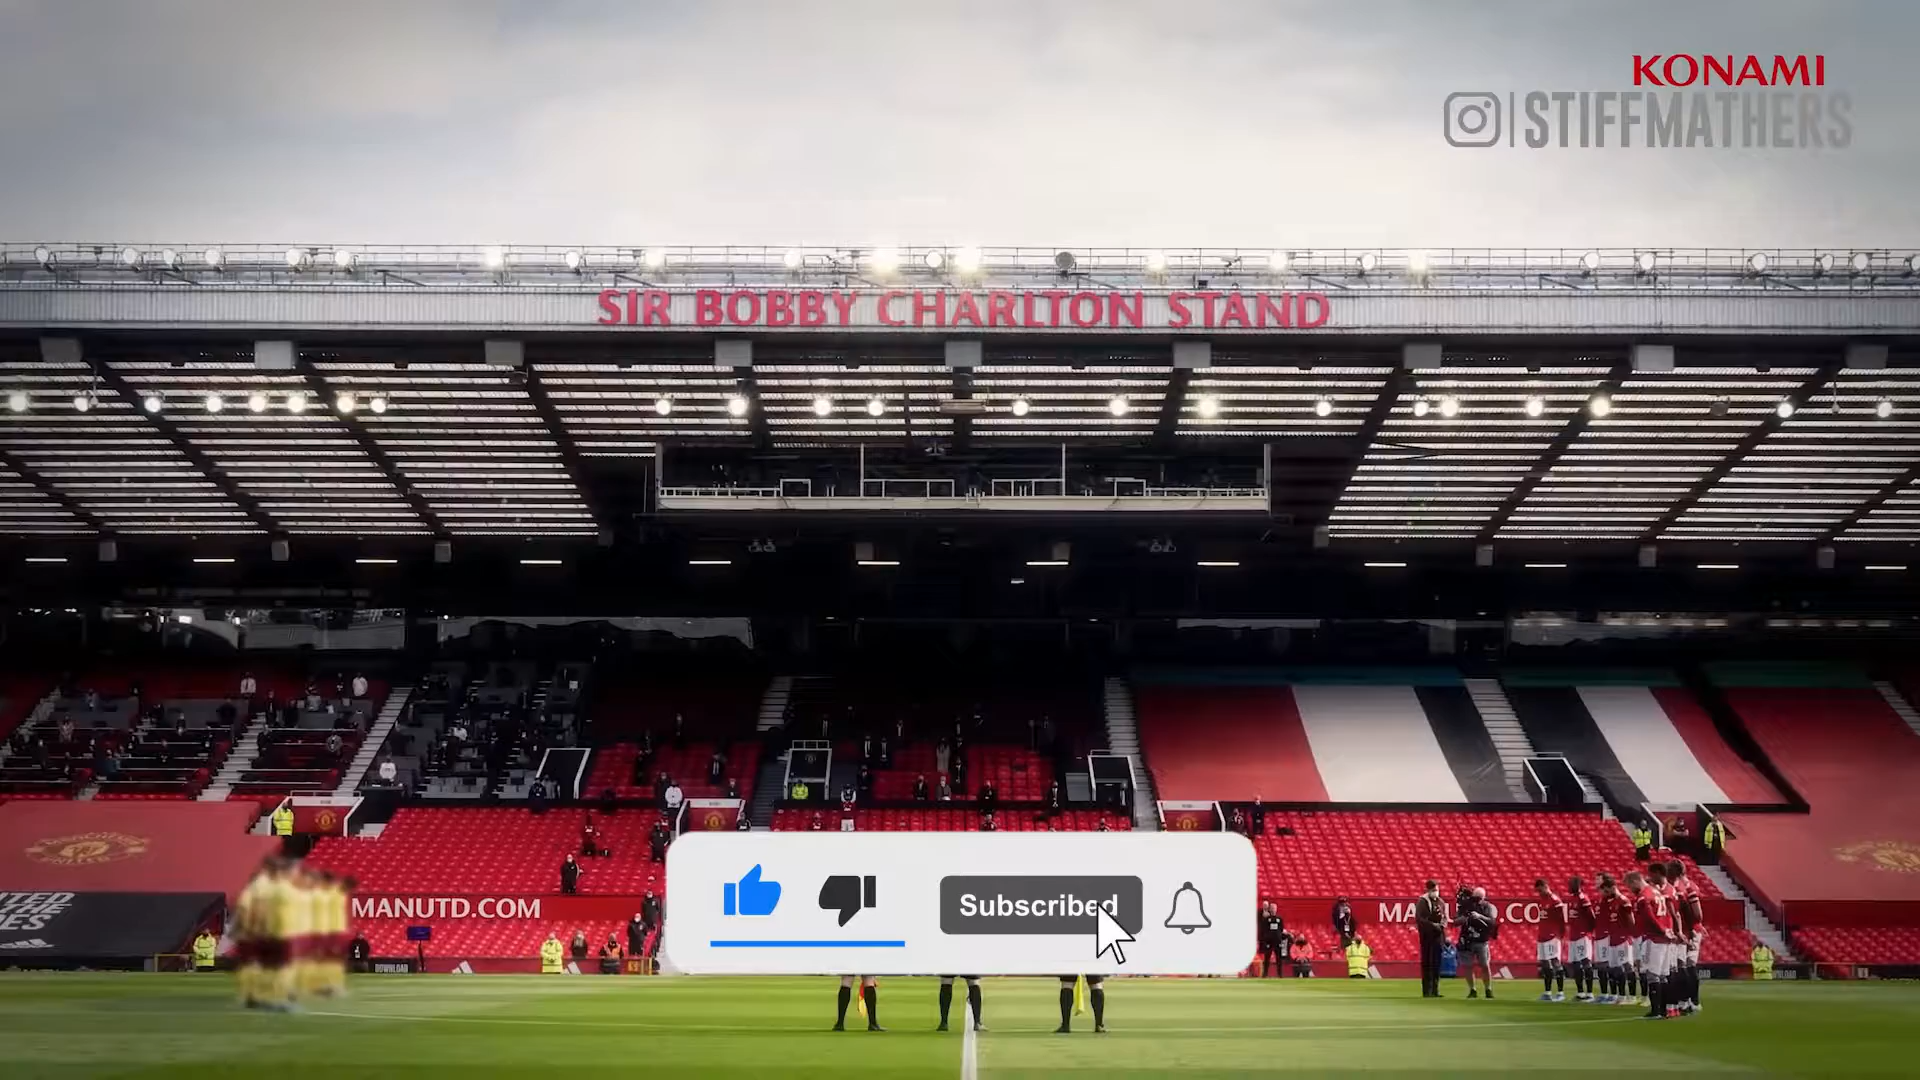 KONAMI
STIFFMATHERS
SIR BOBBY CHARLTON STAND
MANUTD.COM
Subscribed